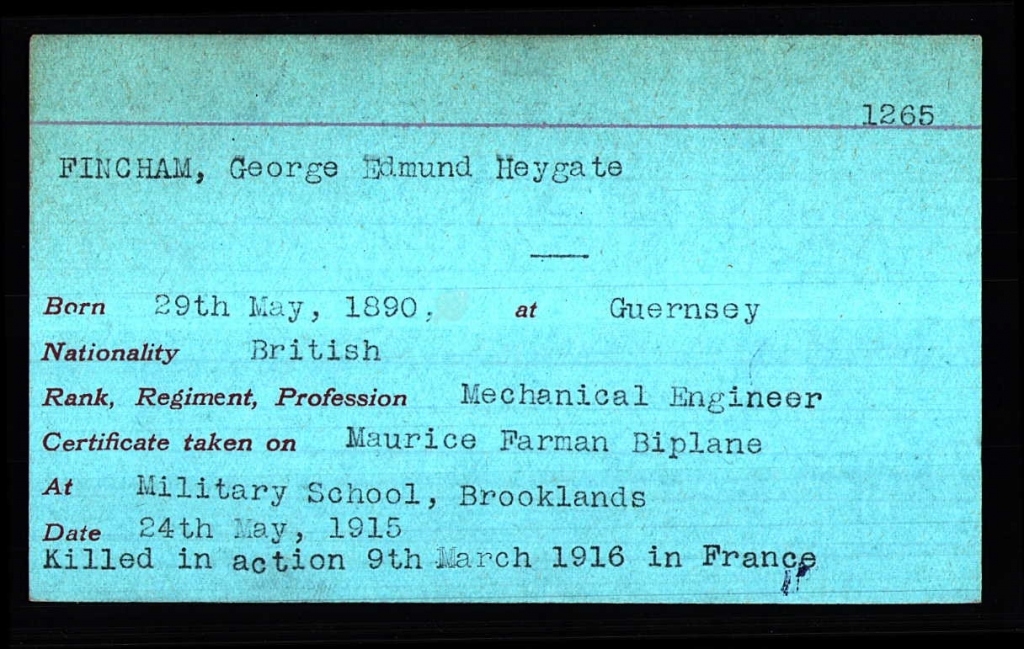 1265
FINCHAM, George Edmund Heygate
Born 29th May, 1890, at Guernsey
Nationality British
Rank, Regiment, Profession Mechanical Engineer
Certificate taken on Maurice Farman Biplane
At Military School, Brooklands
Date 24th May, 1915
Killed in action 9th March 1916 in France